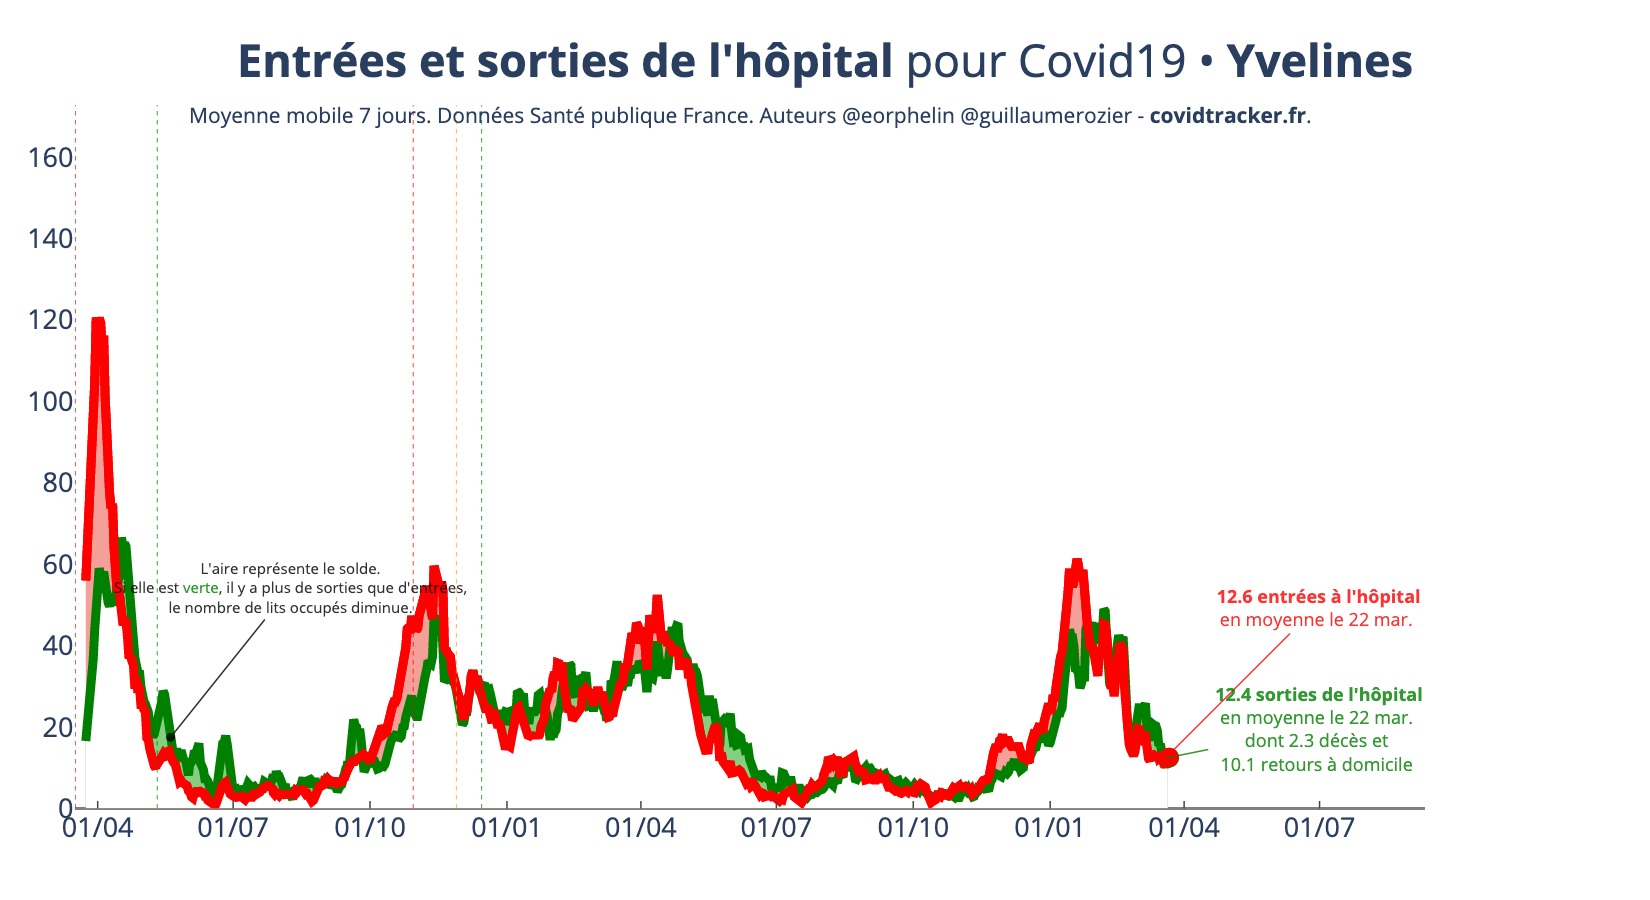 Entrées et sorties de l'hôpital pour Covid19 • Yvelines
Moyenne mobile 7 jours. Données Santé publique France. Auteurs @eorphelin @guillaumerozier - covidtracker.fr.
160
140
120
100
80
60
40
20
0
L'aire représente le solde.
Si elle est verte, il y a plus de sorties que d'entrées,
le nombre de lits occupés diminue.
12.6 entrées à l'hôpital
en moyenne le 22 mar.
12.4 sorties de l'hôpital
en moyenne le 22 mar.
dont 2.3 décès et
10.1 retours à domicile
01/04 01/07 01/10 01/01 01/04 01/07 01/10 01/01 01/04 01/07